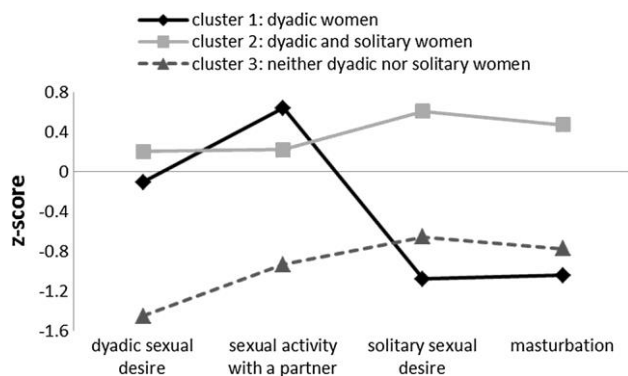 cluster 1: dyadic women
cluster 2: dyadic and solitary women
cluster 3: neither dyadic nor solitary women
z-score
0.8
0.4
0
-0.4
-0.8
-1.2
-1.6
dyadic sexual
desire
sexual activity
with a partner
solitary sexual
desire
masturbation